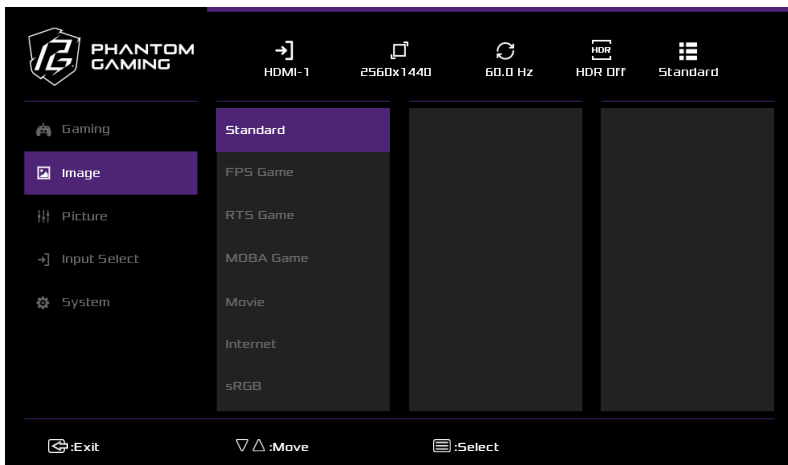 PHANTOM
GAMING
HDMI-1
2560x1440
60.0 Hz
HDR
HDR Off
Standard
Gaming
Image
Picture
Input Select
System
Standard
FPS Game
RTS Game
MOBA Game
Movie
Internet
sRGB
:Exit
:Move
:Select